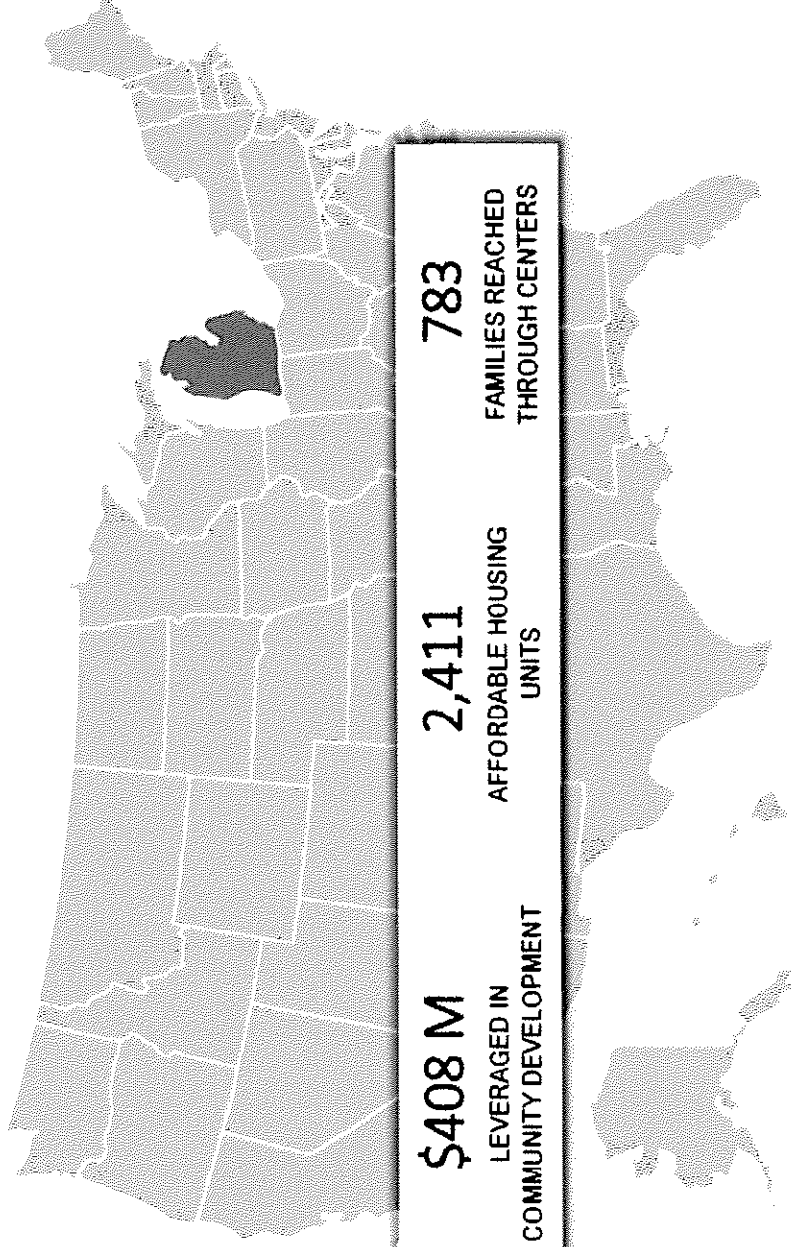 $408 M
LEVERAGED IN
COMMUNITY DEVELOPMENT
2,411
AFFORDABLE HOUSING
UNITS
783
FAMILIES REACHED
THROUGH CENTERS